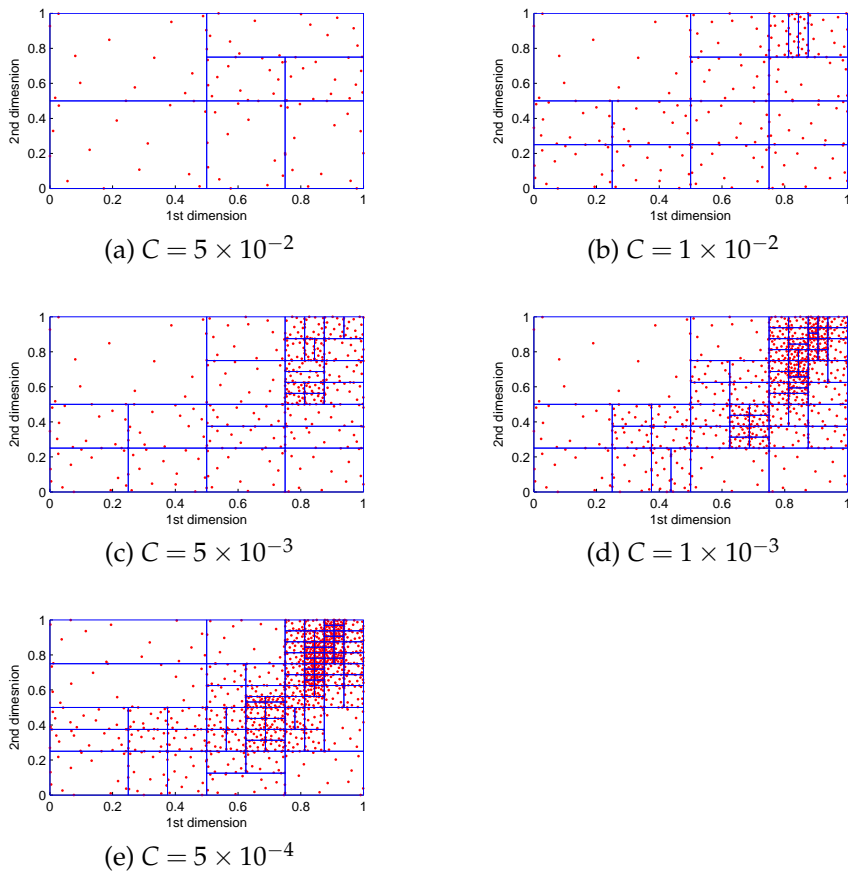 1
0.8
0.6
0.4
0.2
0
2nd dimesnion
0 0.2 0.4 0.6 0.8 1
1st dimension
(a) C = 5 × 10⁻²
1
0.8
0.6
0.4
0.2
0
2nd dimesnion
0 0.2 0.4 0.6 0.8 1
1st dimension
(b) C = 1 × 10⁻²
1
0.8
0.6
0.4
0.2
0
2nd dimesnion
0 0.2 0.4 0.6 0.8 1
1st dimension
(c) C = 5 × 10⁻³
1
0.8
0.6
0.4
0.2
0
2nd dimesnion
0 0.2 0.4 0.6 0.8 1
1st dimension
(d) C = 1 × 10⁻³
1
0.8
0.6
0.4
0.2
0
2nd dimesnion
0 0.2 0.4 0.6 0.8 1
1st dimension
(e) C = 5 × 10⁻⁴